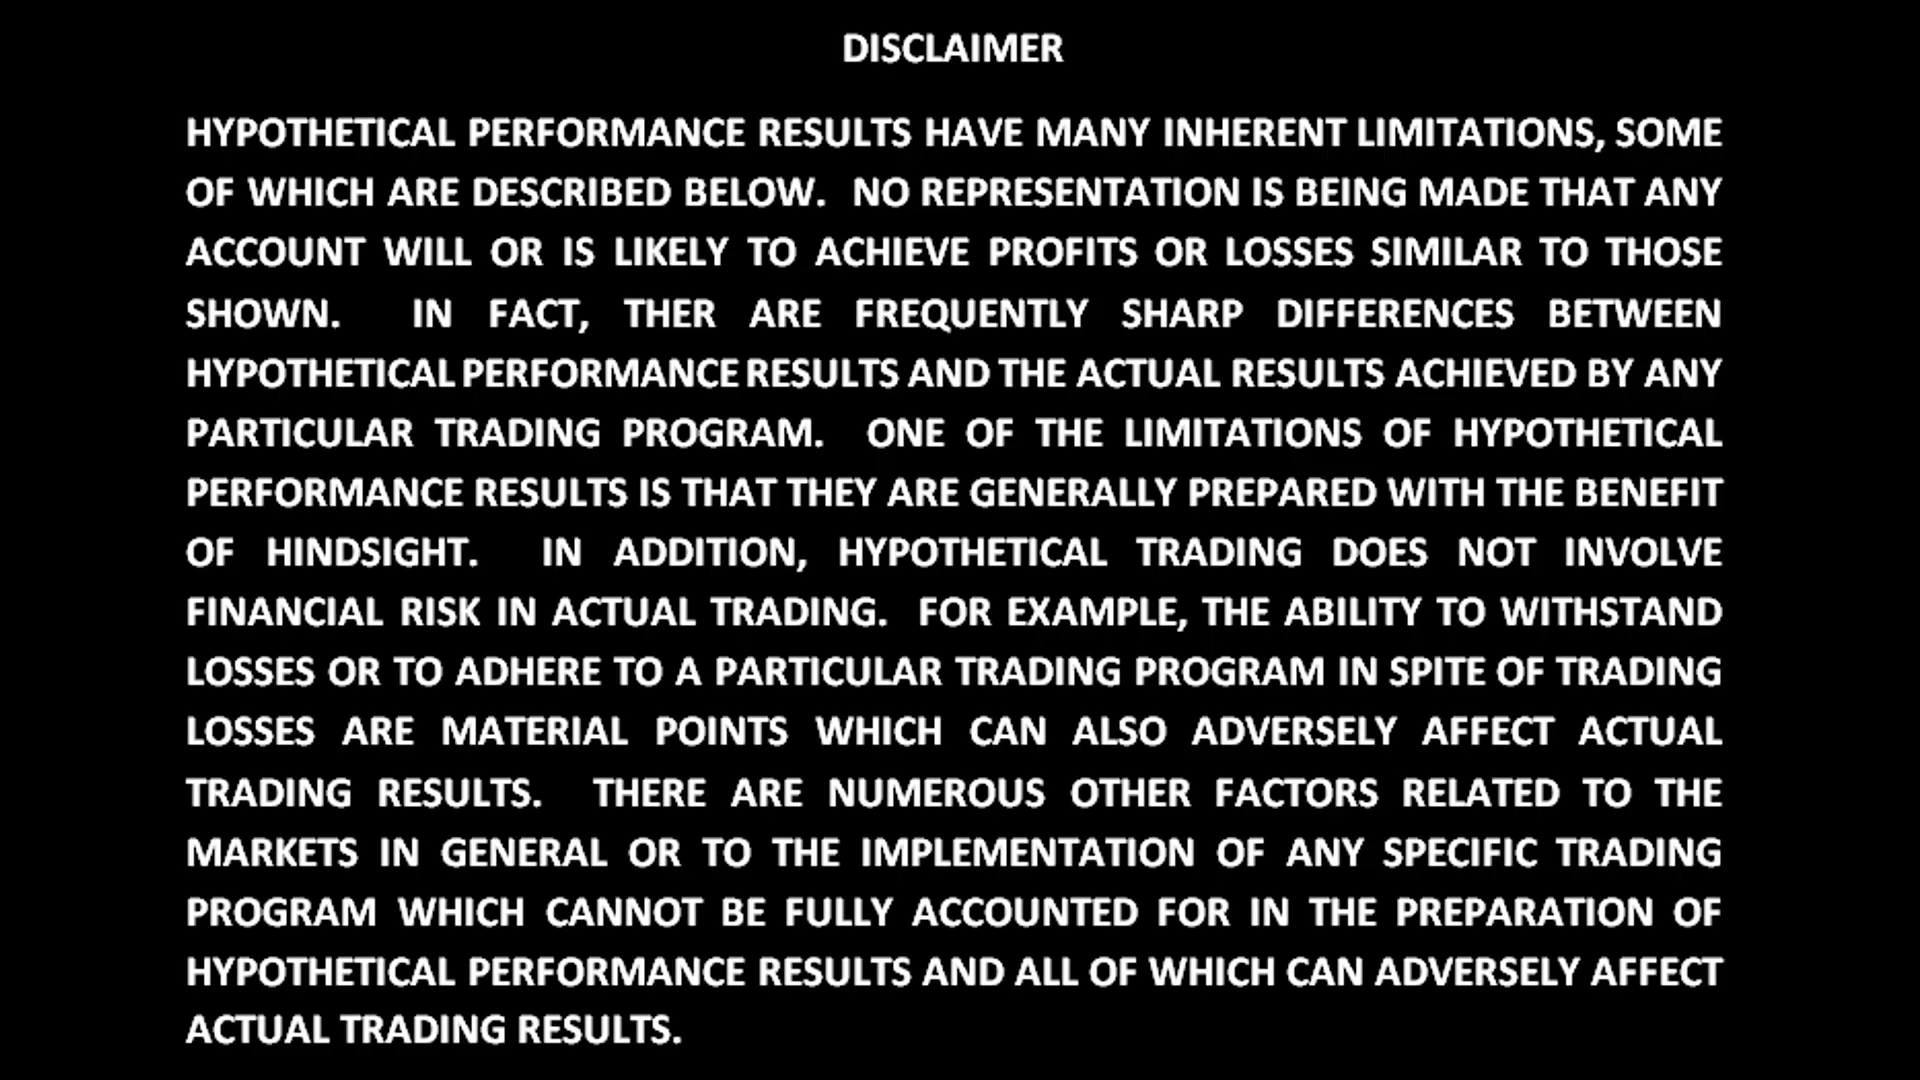 DISCLAIMER
HYPOTHETICAL PERFORMANCE RESULTS HAVE MANY INHERENT LIMITATIONS, SOME
OF WHICH ARE DESCRIBED BELOW.  NO REPRESENTATION IS BEING MADE THAT ANY
ACCOUNT WILL OR IS LIKELY TO ACHIEVE PROFITS OR LOSSES SIMILAR TO THOSE
SHOWN.  IN FACT, THER ARE FREQUENTLY SHARP DIFFERENCES BETWEEN
HYPOTHETICAL PERFORMANCE RESULTS AND THE ACTUAL RESULTS ACHIEVED BY ANY
PARTICULAR TRADING PROGRAM.  ONE OF THE LIMITATIONS OF HYPOTHETICAL
PERFORMANCE RESULTS IS THAT THEY ARE GENERALLY PREPARED WITH THE BENEFIT
OF HINDSIGHT.  IN ADDITION, HYPOTHETICAL TRADING DOES NOT INVOLVE
FINANCIAL RISK IN ACTUAL TRADING.  FOR EXAMPLE, THE ABILITY TO WITHSTAND
LOSSES OR TO ADHERE TO A PARTICULAR TRADING PROGRAM IN SPITE OF TRADING
LOSSES ARE MATERIAL POINTS WHICH CAN ALSO ADVERSELY AFFECT ACTUAL
TRADING RESULTS.  THERE ARE NUMEROUS OTHER FACTORS RELATED TO THE
MARKETS IN GENERAL OR TO THE IMPLEMENTATION OF ANY SPECIFIC TRADING
PROGRAM WHICH CANNOT BE FULLY ACCOUNTED FOR IN THE PREPARATION OF
HYPOTHETICAL PERFORMANCE RESULTS AND ALL OF WHICH CAN ADVERSELY AFFECT
ACTUAL TRADING RESULTS.